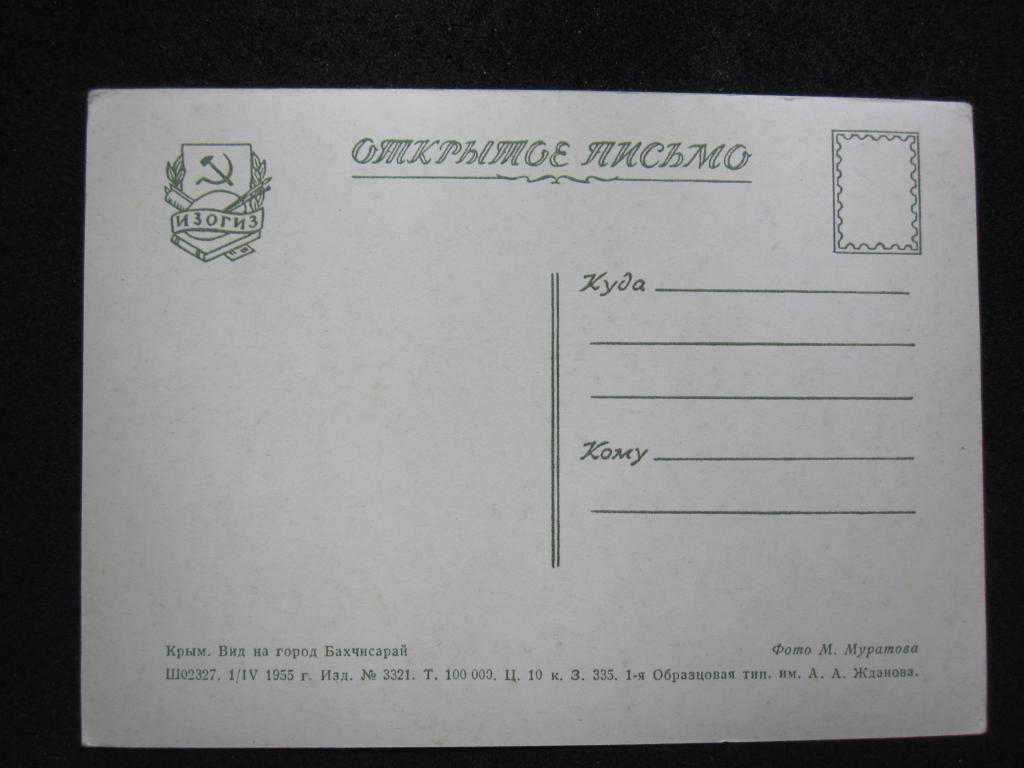 ОТКРЫТОЕ ПИСЬМО
ИЗОГИЗ
Куда
Кому
Крым. Вид на город Бахчисарай
Фото М. Муратова
Ш02327. 1/IV 1955 г. Изд. № 3321. Т. 100 000. Ц. 10 к. З. 335. 1-я Образцовая тип. им. А. А. Жданова.